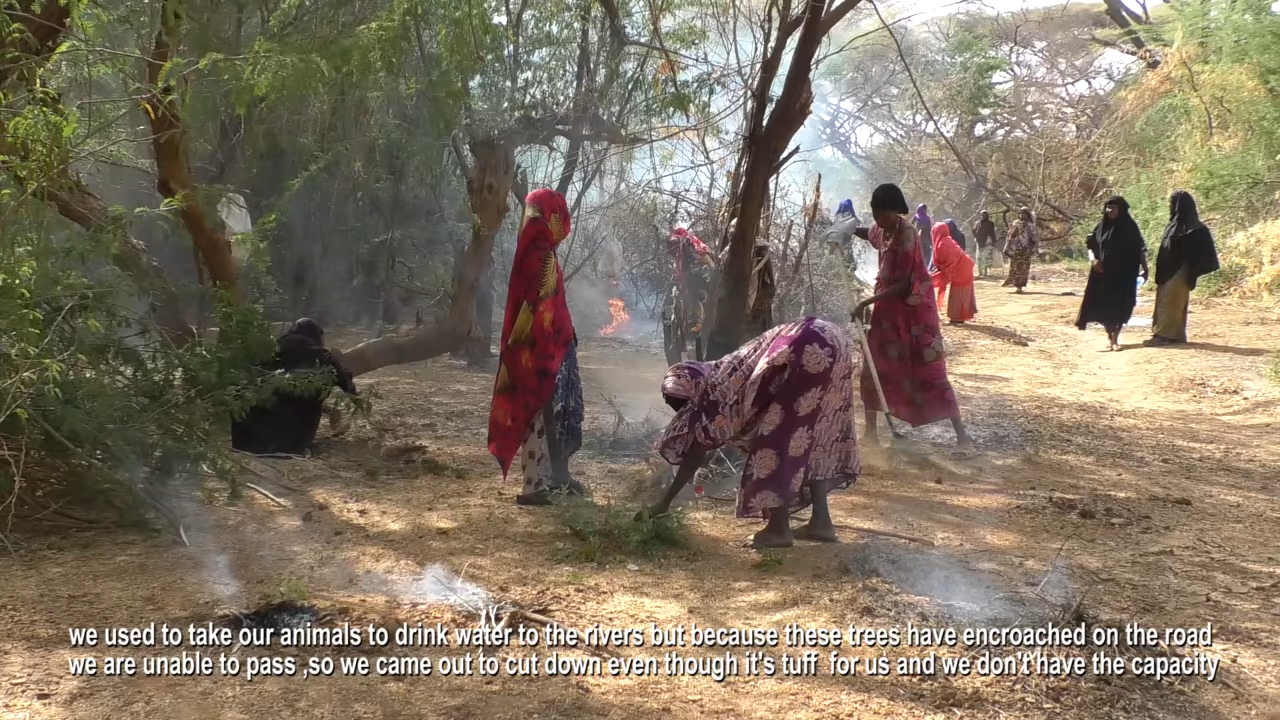 we used to take our animals to drink water to the rivers but because these trees have encroached on the road
we are unable to pass ,so we came out to cut down even though it's tuff for us and we don't have the capacity